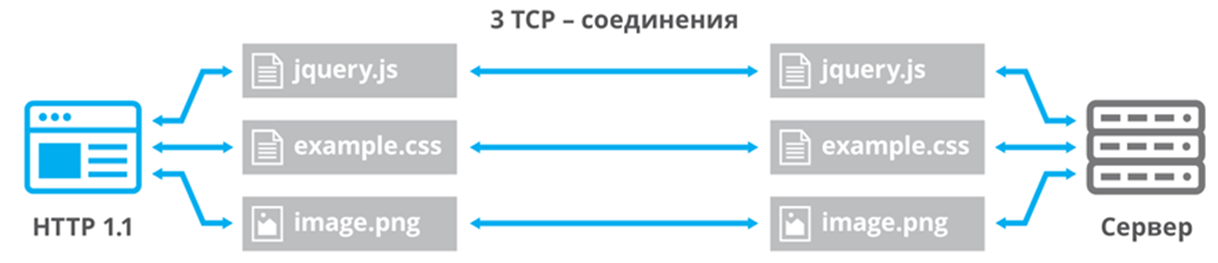 3 TCP – соединения
jquery.js
jquery.js
example.css
example.css
image.png
image.png
HTTP 1.1
Сервер